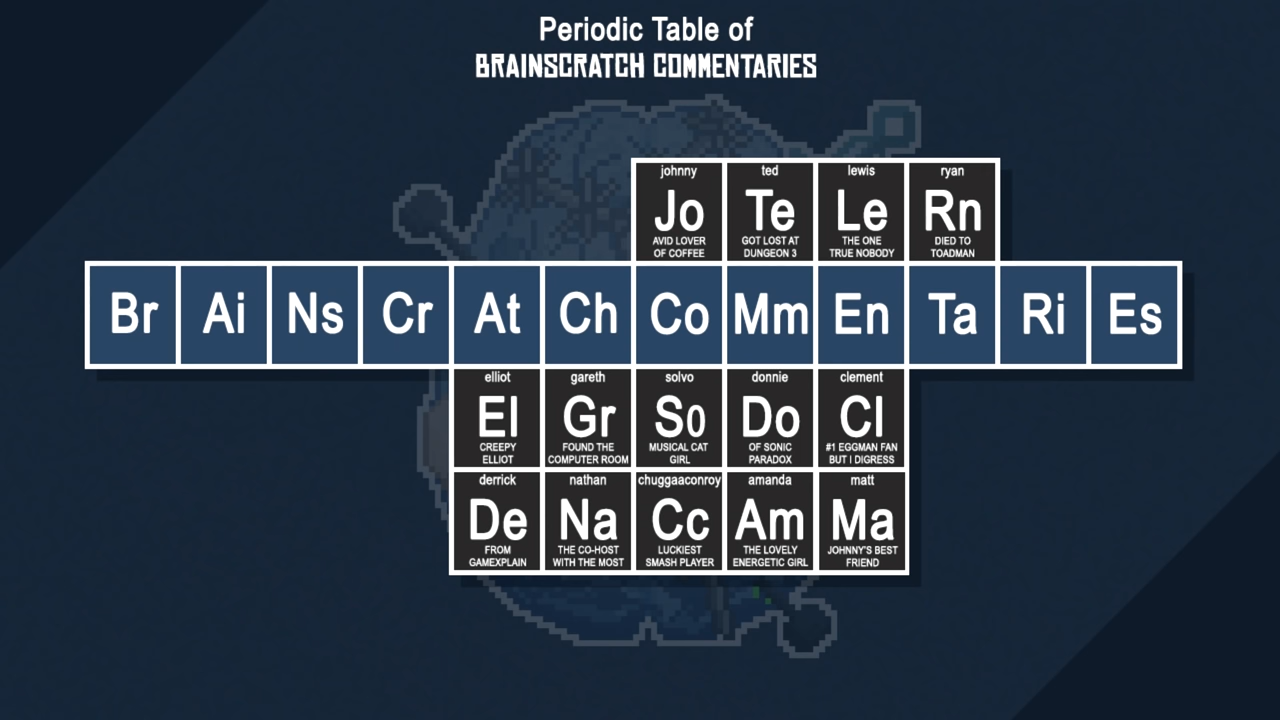 Periodic Table of
BRAINSCRATCH COMMENTARIES
johnny ted lewis ryan
Jo Te Le Rn
AVID LOVER GOT LOST AT THE ONE DIED TO
OF COFFEE DUNGEON 3 TRUE NOBODY TOADMAN
Br Ai Ns Cr At Ch Co Mm En Ta Ri Es
elliot gareth solvo donnie clement
El Gr So Do Cl
CREEPY FOUND THE MUSICAL CAT OF SONIC #1 EGGMAN FAN
ELLIOT COMPUTER ROOM GIRL PARADOX BUT I DIGRESS
derrick nathan chuggaaconroy amanda matt
De Na Cc Am Ma
FROM THE CO-HOST LUCKIEST THE LOVELY JOHNNY'S BEST
GAMEXPLAIN WITH THE MOST SMASH PLAYER ENERGETIC GIRL FRIEND